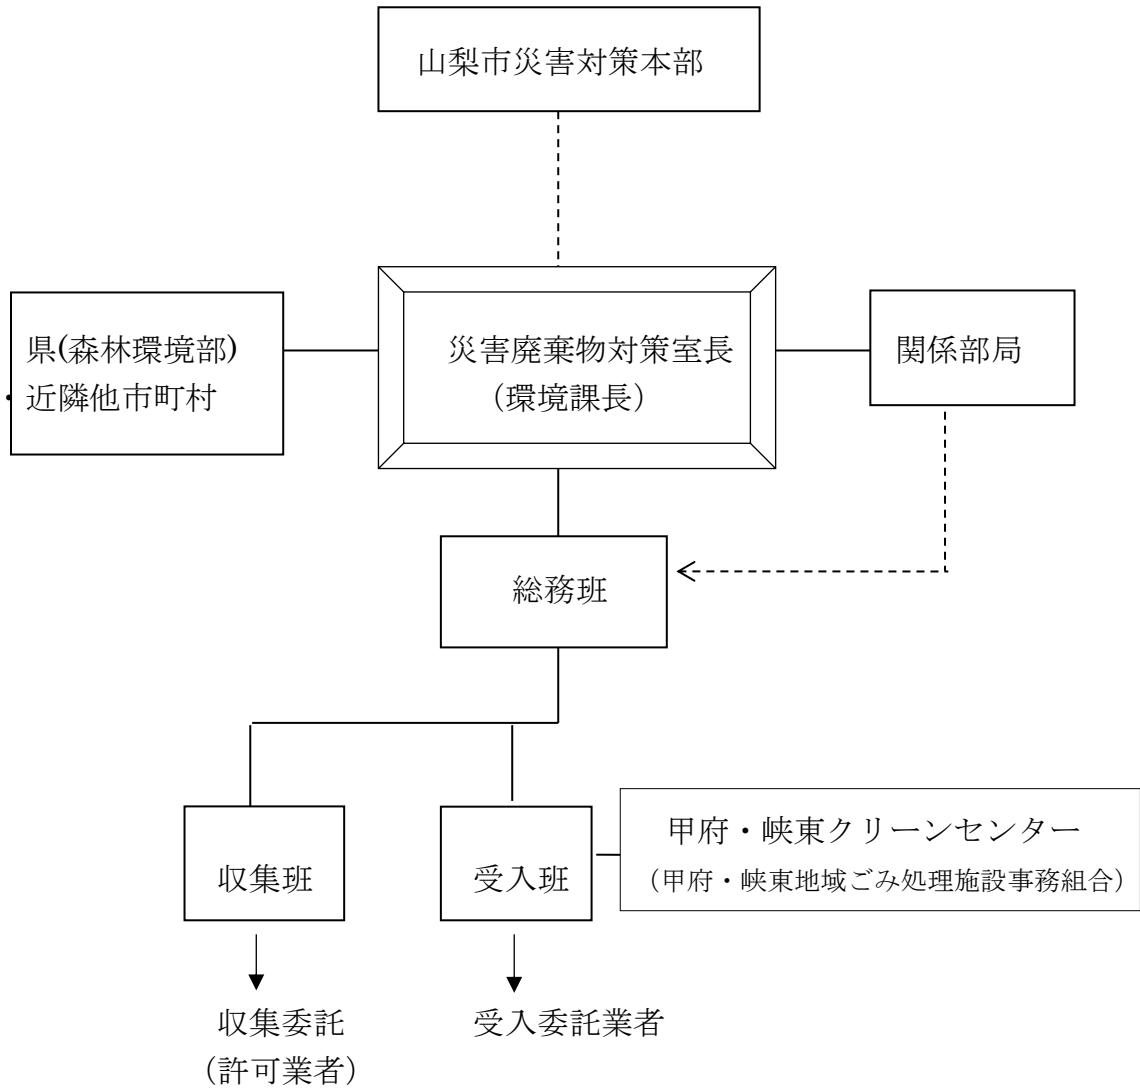 山梨市災害対策本部
県(森林環境部)
近隣他市町村
災害廃棄物対策室長
（環境課長）
関係部局
総務班
収集班
受入班
甲府・峡東クリーンセンター
（甲府・峡東地域ごみ処理施設事務組合）
収集委託
（許可業者）
受入委託業者